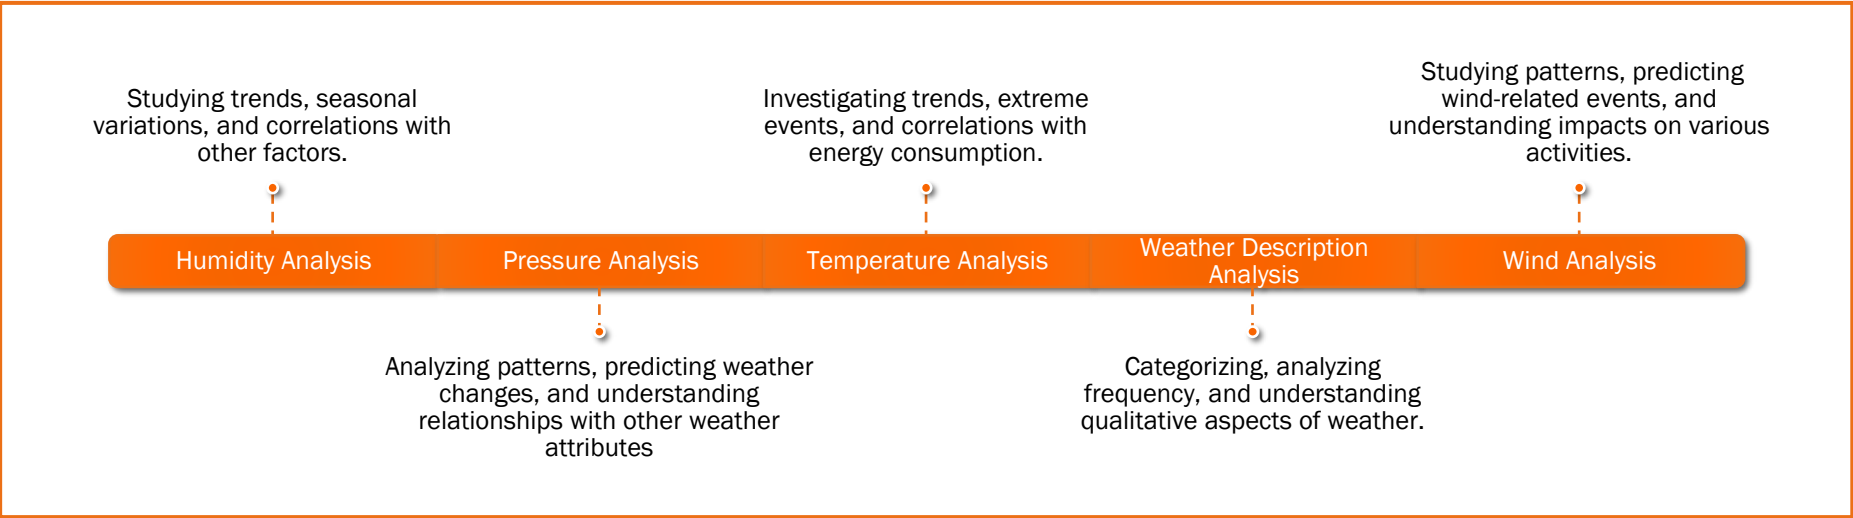 Studying trends, seasonal
variations, and correlations with
other factors.
Investigating trends, extreme
events, and correlations with
energy consumption.
Studying patterns, predicting
wind-related events, and
understanding impacts on various
activities.
Humidity Analysis
Pressure Analysis
Temperature Analysis
Weather Description
Analysis
Wind Analysis
Analyzing patterns, predicting weather
changes, and understanding
relationships with other weather
attributes
Categorizing, analyzing
frequency, and understanding
qualitative aspects of weather.